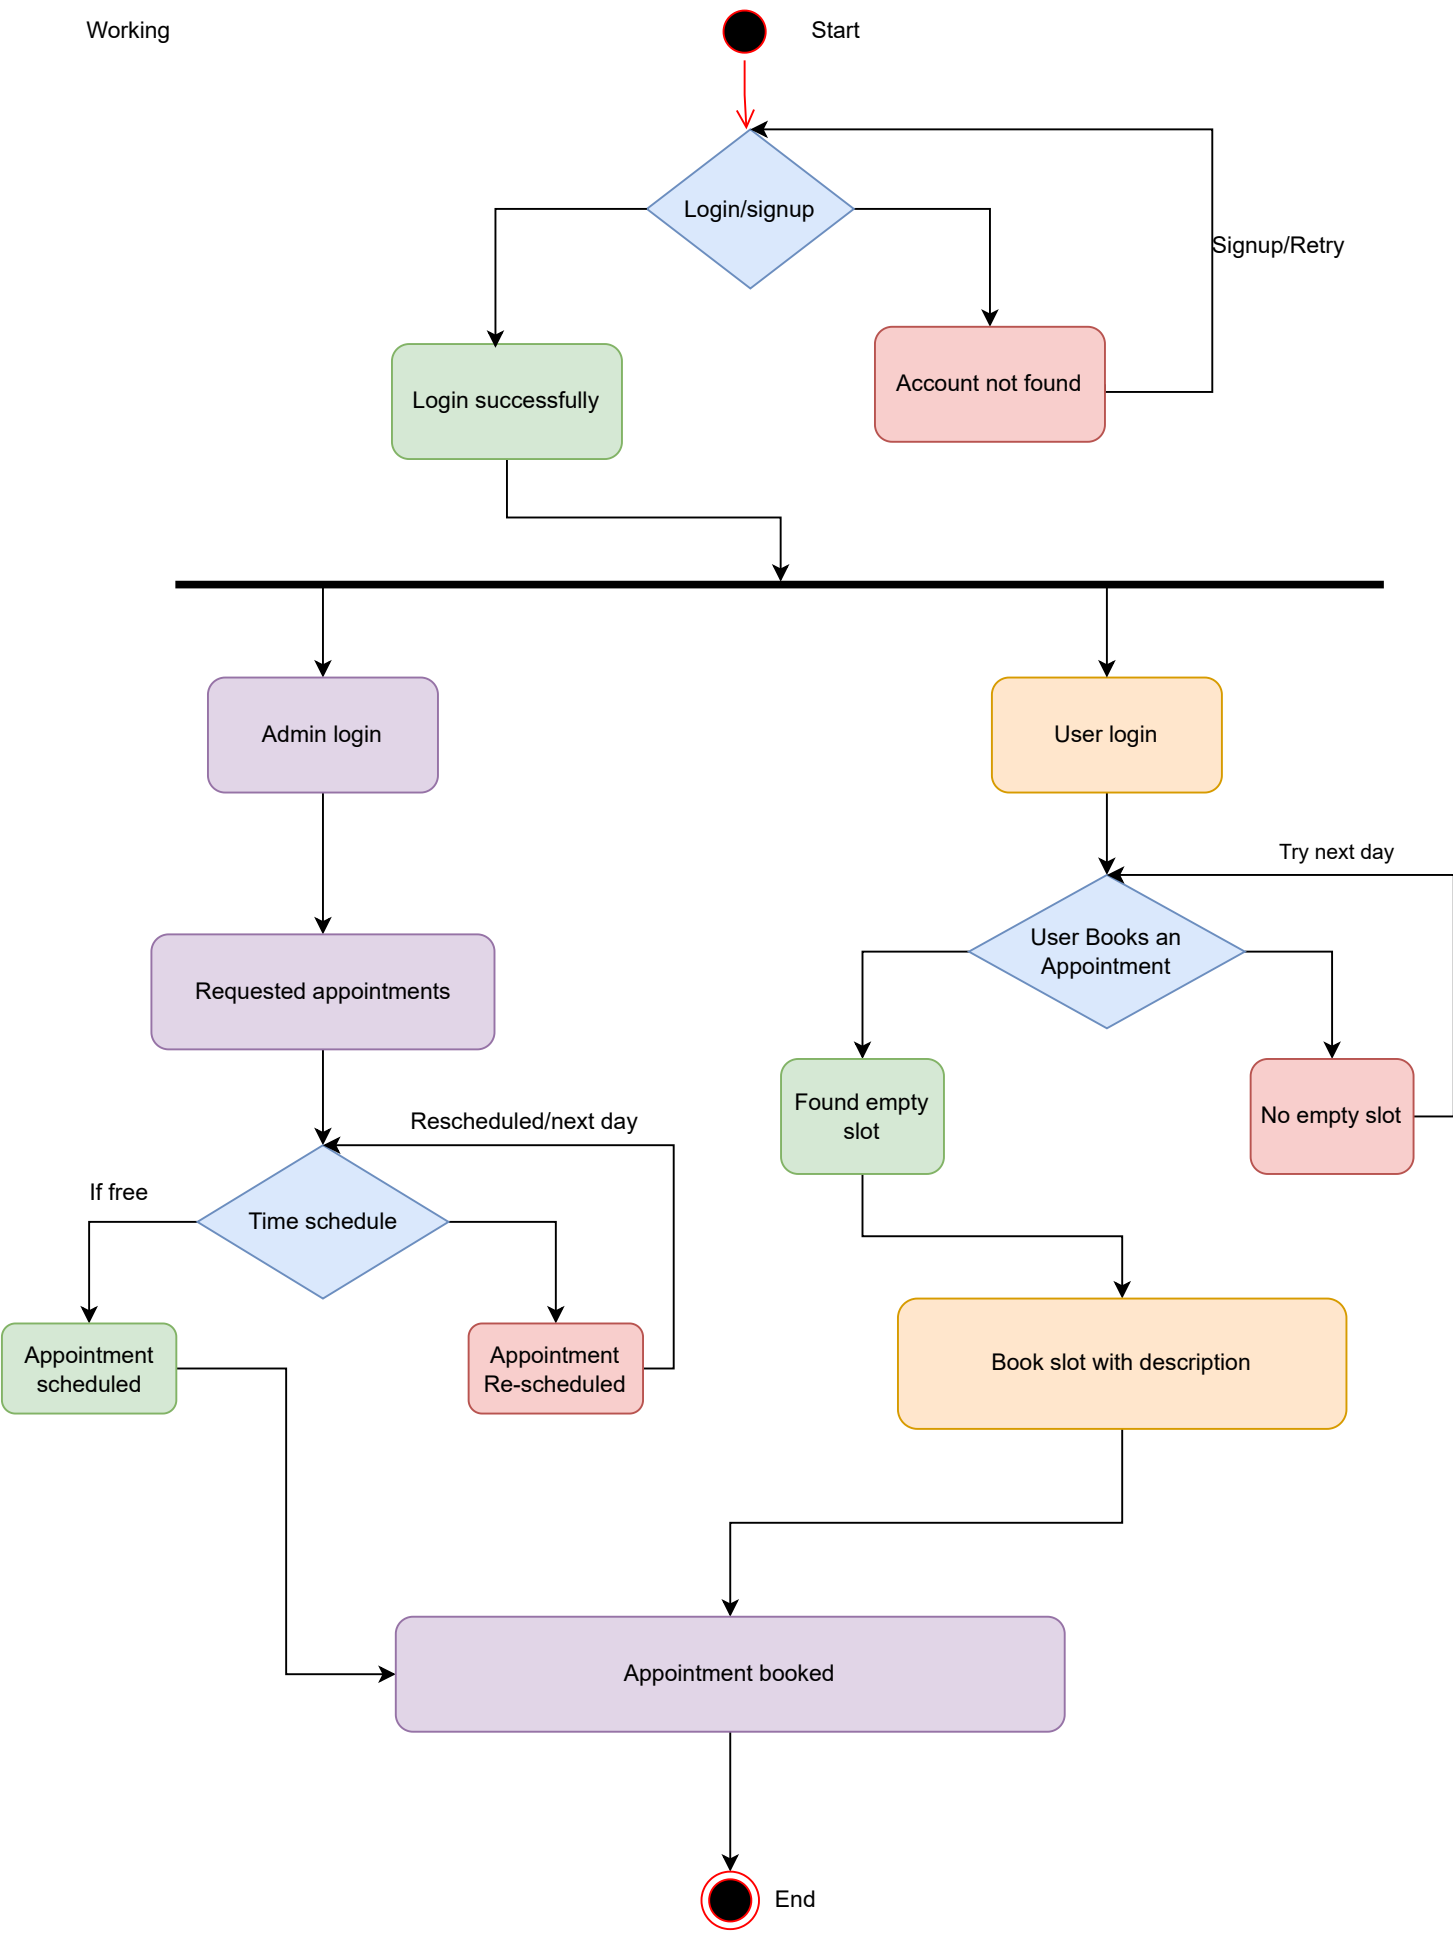 Working
Start
Login/signup
Signup/Retry
Login successfully
Account not found
Admin login
User login
Try next day
User Books an
Appointment
Requested appointments
Found empty
slot
No empty slot
Rescheduled/next day
If free
Time schedule
Appointment
scheduled
Appointment
Re-scheduled
Book slot with description
Appointment booked
End